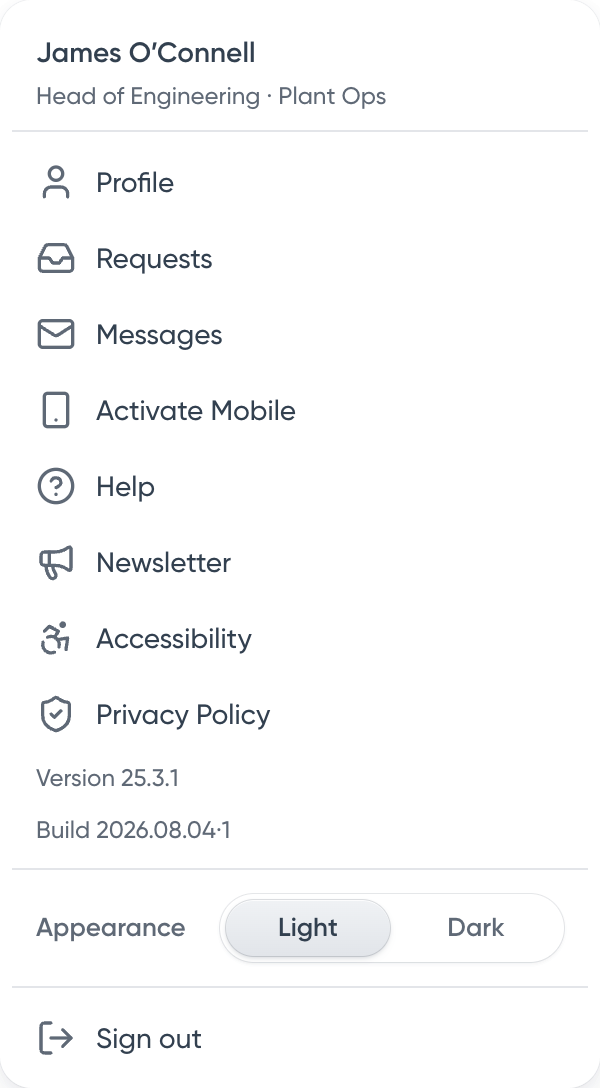 James O’Connell
Head of Engineering · Plant Ops
Profile
Requests
Messages
Activate Mobile
Help
Newsletter
Accessibility
Privacy Policy
Version 25.3.1
Build 2026.08.04·1
Appearance
Light
Dark
Sign out